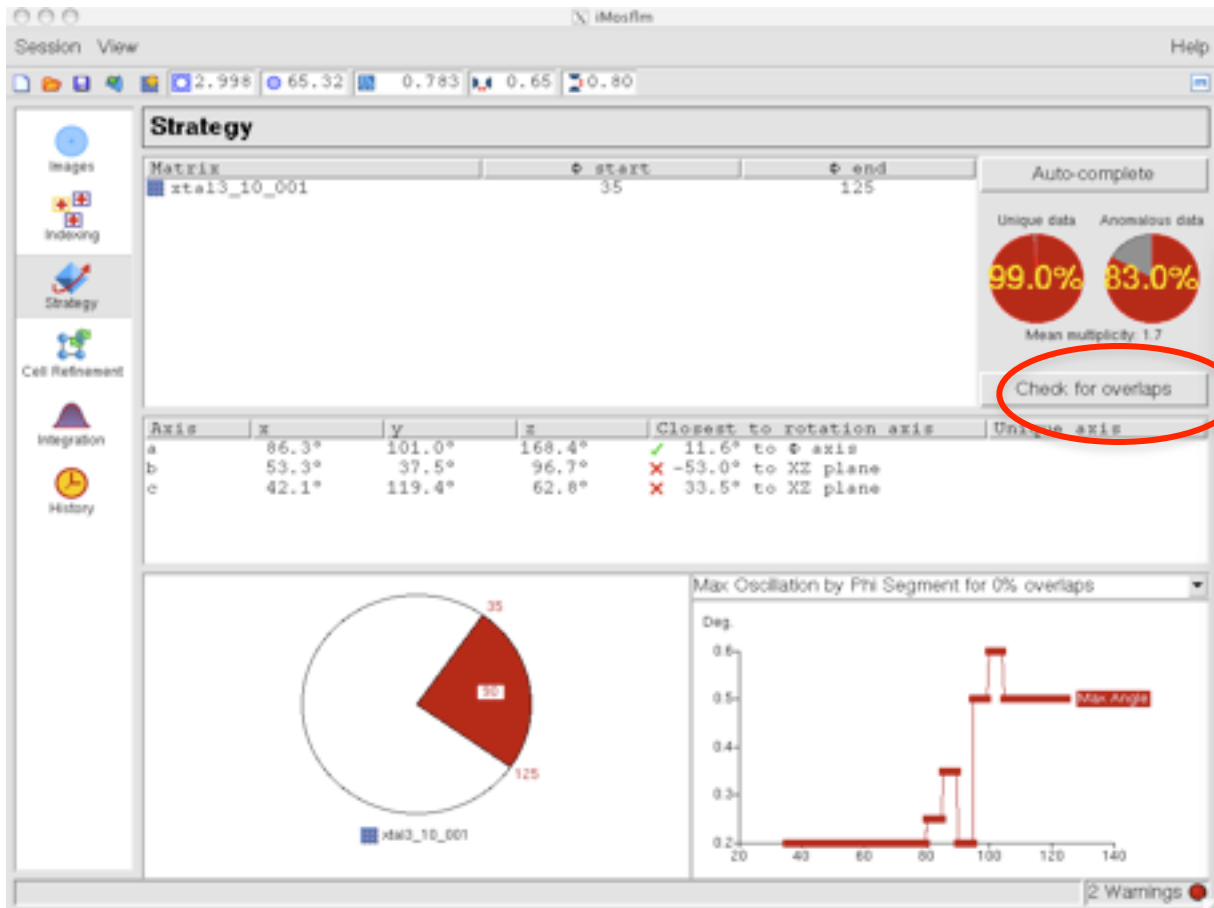 iMosflm
Session View Help
2.998 65.32 0.783 0.65 0.80
Strategy
Images
Indexing
Strategy
Cell Refinement
Integration
History
Matrix Φ start Φ end
xtal3_10_001 35 125
Auto-complete
Unique data Anomalous data
99.0% 83.0%
Mean multiplicity: 1.7
Check for overlaps
Axis x y z Closest to rotation axis Unique axis
a 86.3° 101.0° 168.4° ✓ 11.6° to Φ axis
b 53.3° 37.5° 96.7° ✗ -53.0° to XZ plane
c 42.1° 119.4° 62.8° ✗ 33.5° to XZ plane
35
90
125
xtal3_10_001
Max Oscillation by Phi Segment for 0% overlaps
Deg.
0.6
0.5
Max Angle
0.4
0.3
0.2
20 40 60 80 100 120 140
2 Warnings